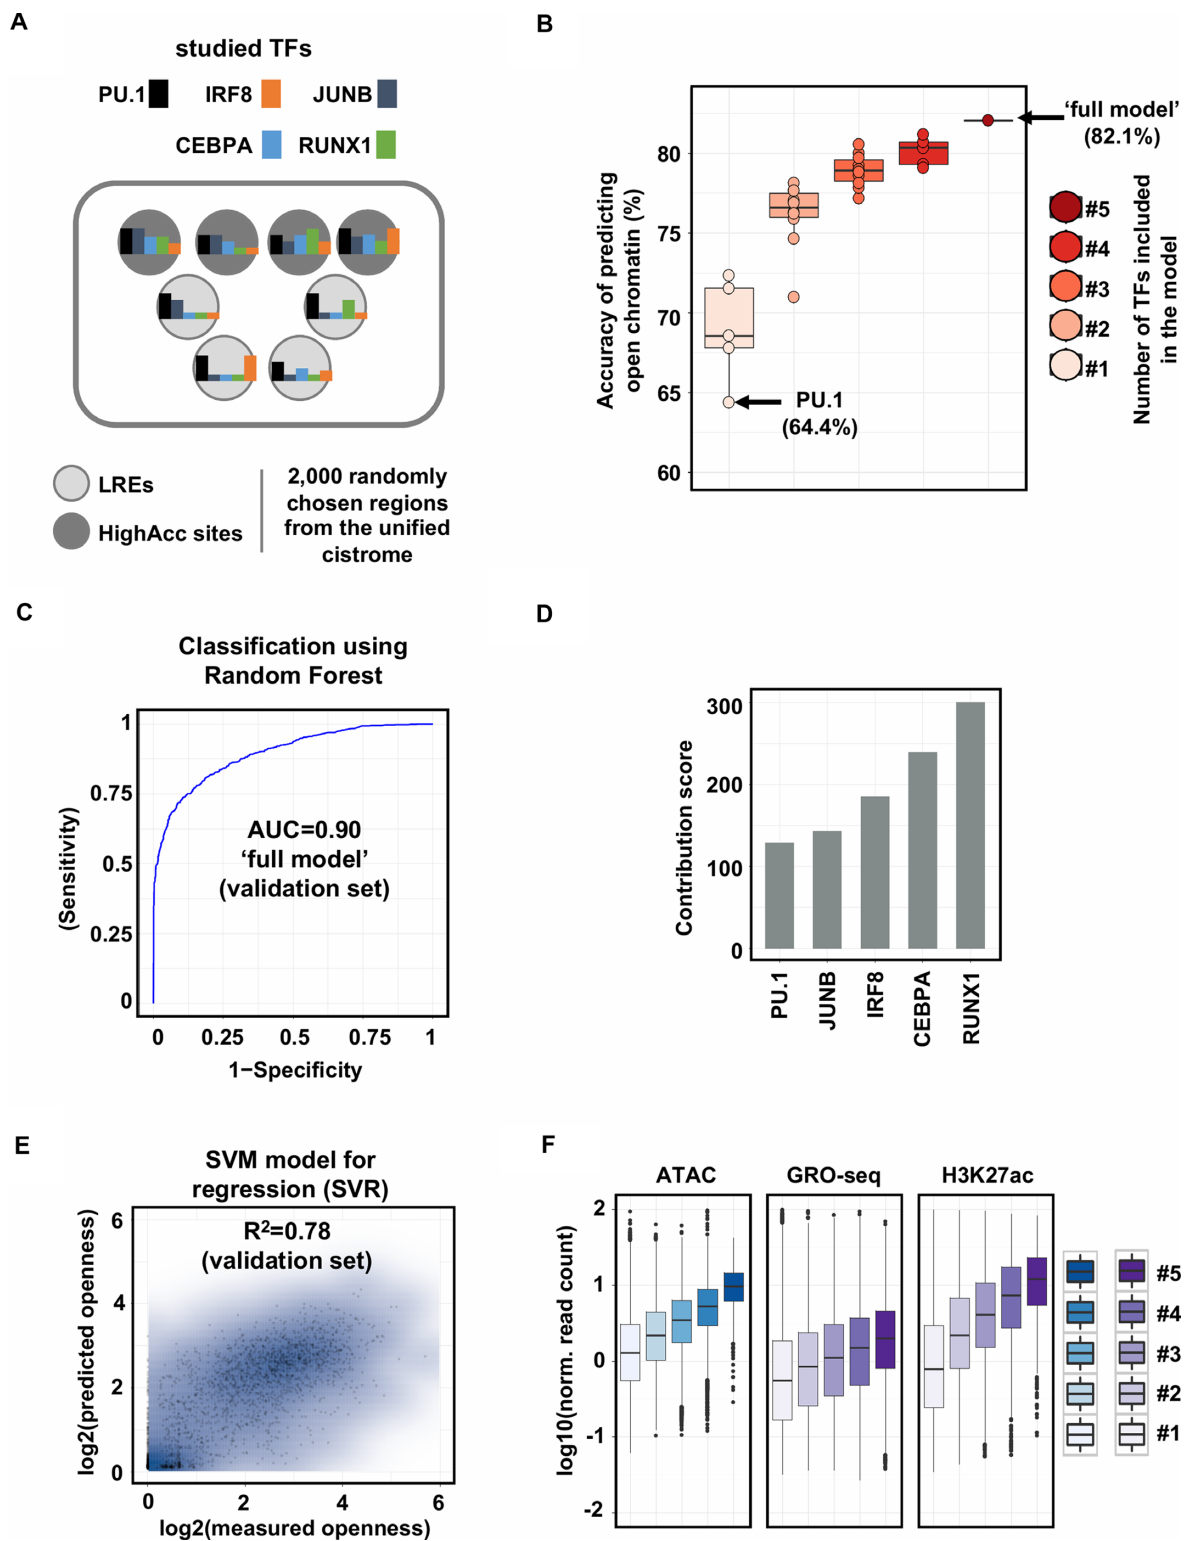 A
studied TFs
PU.1 IRF8 JUNB
CEBPA RUNX1
LREs
HighAcc sites
2,000 randomly
chosen regions
from the unified
cistrome
B
Accuracy of predicting
open chromatin (%)
80
75
70
65
60
'full model'
(82.1%)
PU.1
(64.4%)
#5
#4
#3
#2
#1
Number of TFs included
in the model
C
Classification using
Random Forest
(Sensitivity)
1
0.75
0.5
0.25
0
AUC=0.90
'full model'
(validation set)
0 0.25 0.5 0.75 1
1−Specificity
D
Contribution score
300
200
100
0
PU.1
JUNB
IRF8
CEBPA
RUNX1
E
SVM model for
regression (SVR)
R²=0.78
(validation set)
log2(predicted openness)
6
4
2
0
0 2 4 6
log2(measured openness)
F
ATAC GRO-seq H3K27ac
log10(norm. read count)
2
1
0
-1
-2
#5
#4
#3
#2
#1